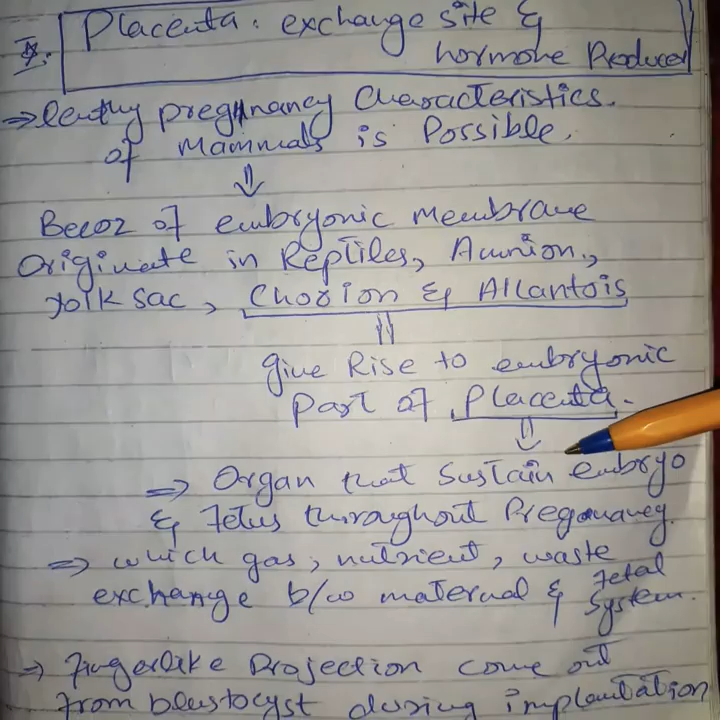 I. Placenta: exchange site &
hormone Producer
⇒ lenthy pregnancy Characteristics.
of Mammals is Possible.
⇓
Becoz of embryonic Membrane
Originate in Reptiles, Amnion,,
Yolk sac, Chorion & Allantois
give Rise to embryonic
Part of Placenta.
⇓
⇒ Organ that Sustain embryo
& Fetus throughout Pregnancy.
⇒ which gas, nutrient, waste
exchange b/w maternal & Fetal
System.
→ Fingerlike Projection come out
from blastocyst during implantation